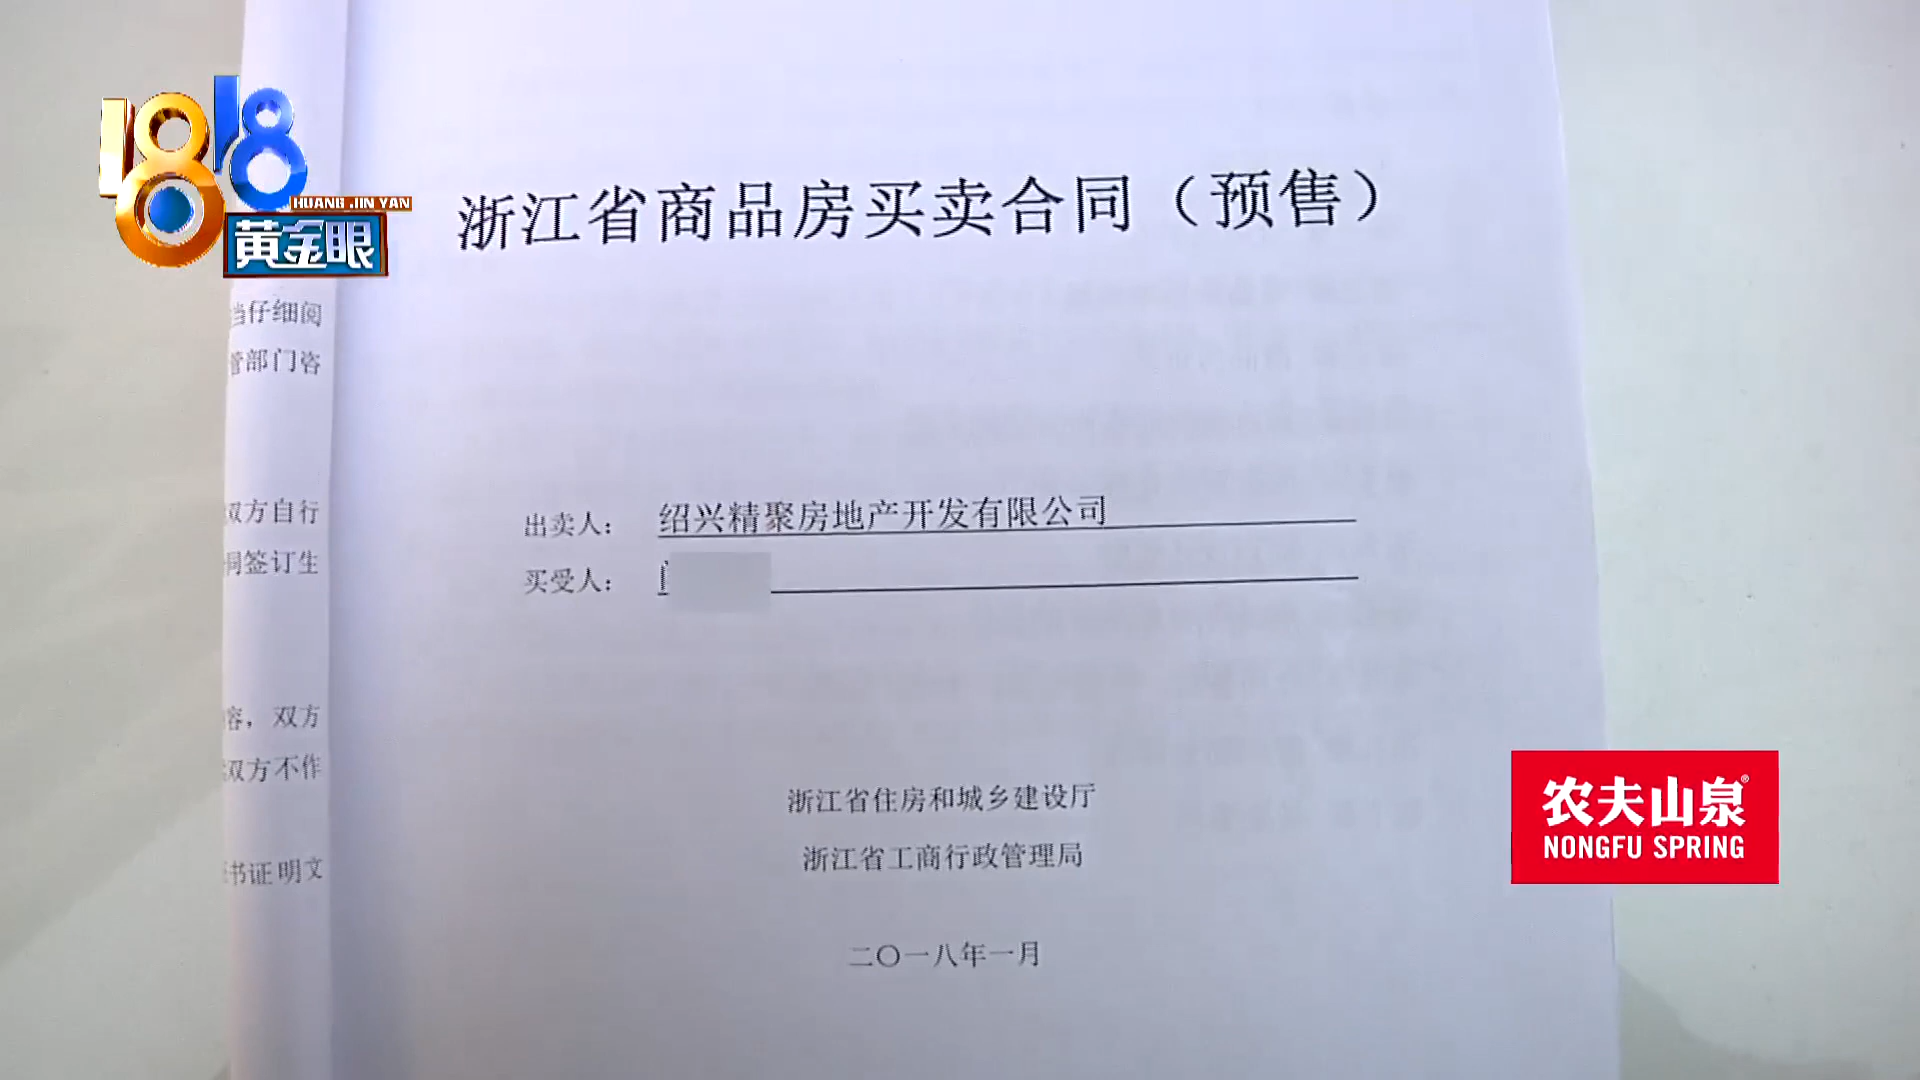 1818
HUANG JIN YAN
黄金眼
浙江省商品房买卖合同（预售）
仔细阅
部门咨
双方自行
同签订生
容，双方
双方不作
书证明文
出卖人：绍兴精聚房地产开发有限公司
买受人：
浙江省住房和城乡建设厅
浙江省工商行政管理局
二〇一八年一月
农夫山泉®
NONGFU SPRING